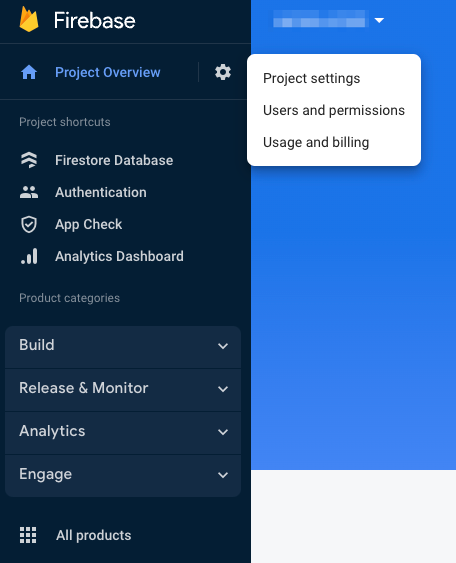 Firebase
Project Overview
Project settings
Users and permissions
Usage and billing
Project shortcuts
Firestore Database
Authentication
App Check
Analytics Dashboard
Product categories
Build
Release & Monitor
Analytics
Engage
All products